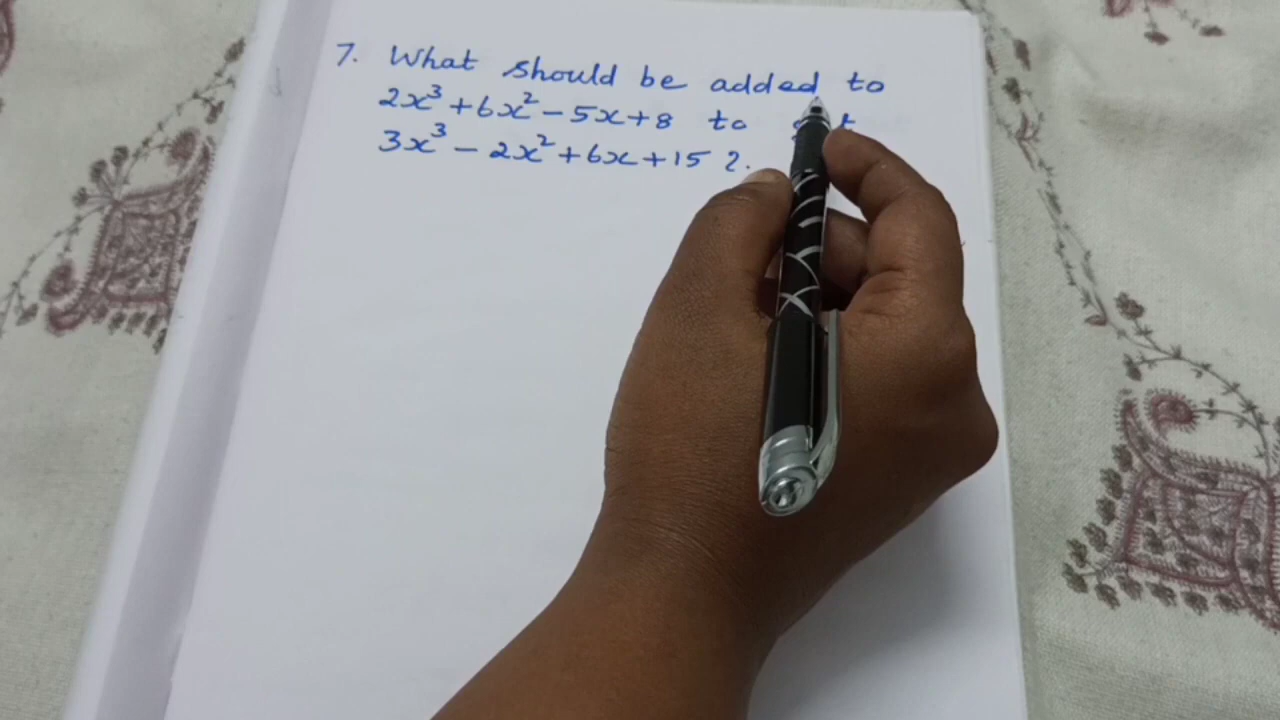 7. What should be added to
2x³ + 6x² - 5x + 8 to
3x³ - 2x² + 6x + 15 ?.